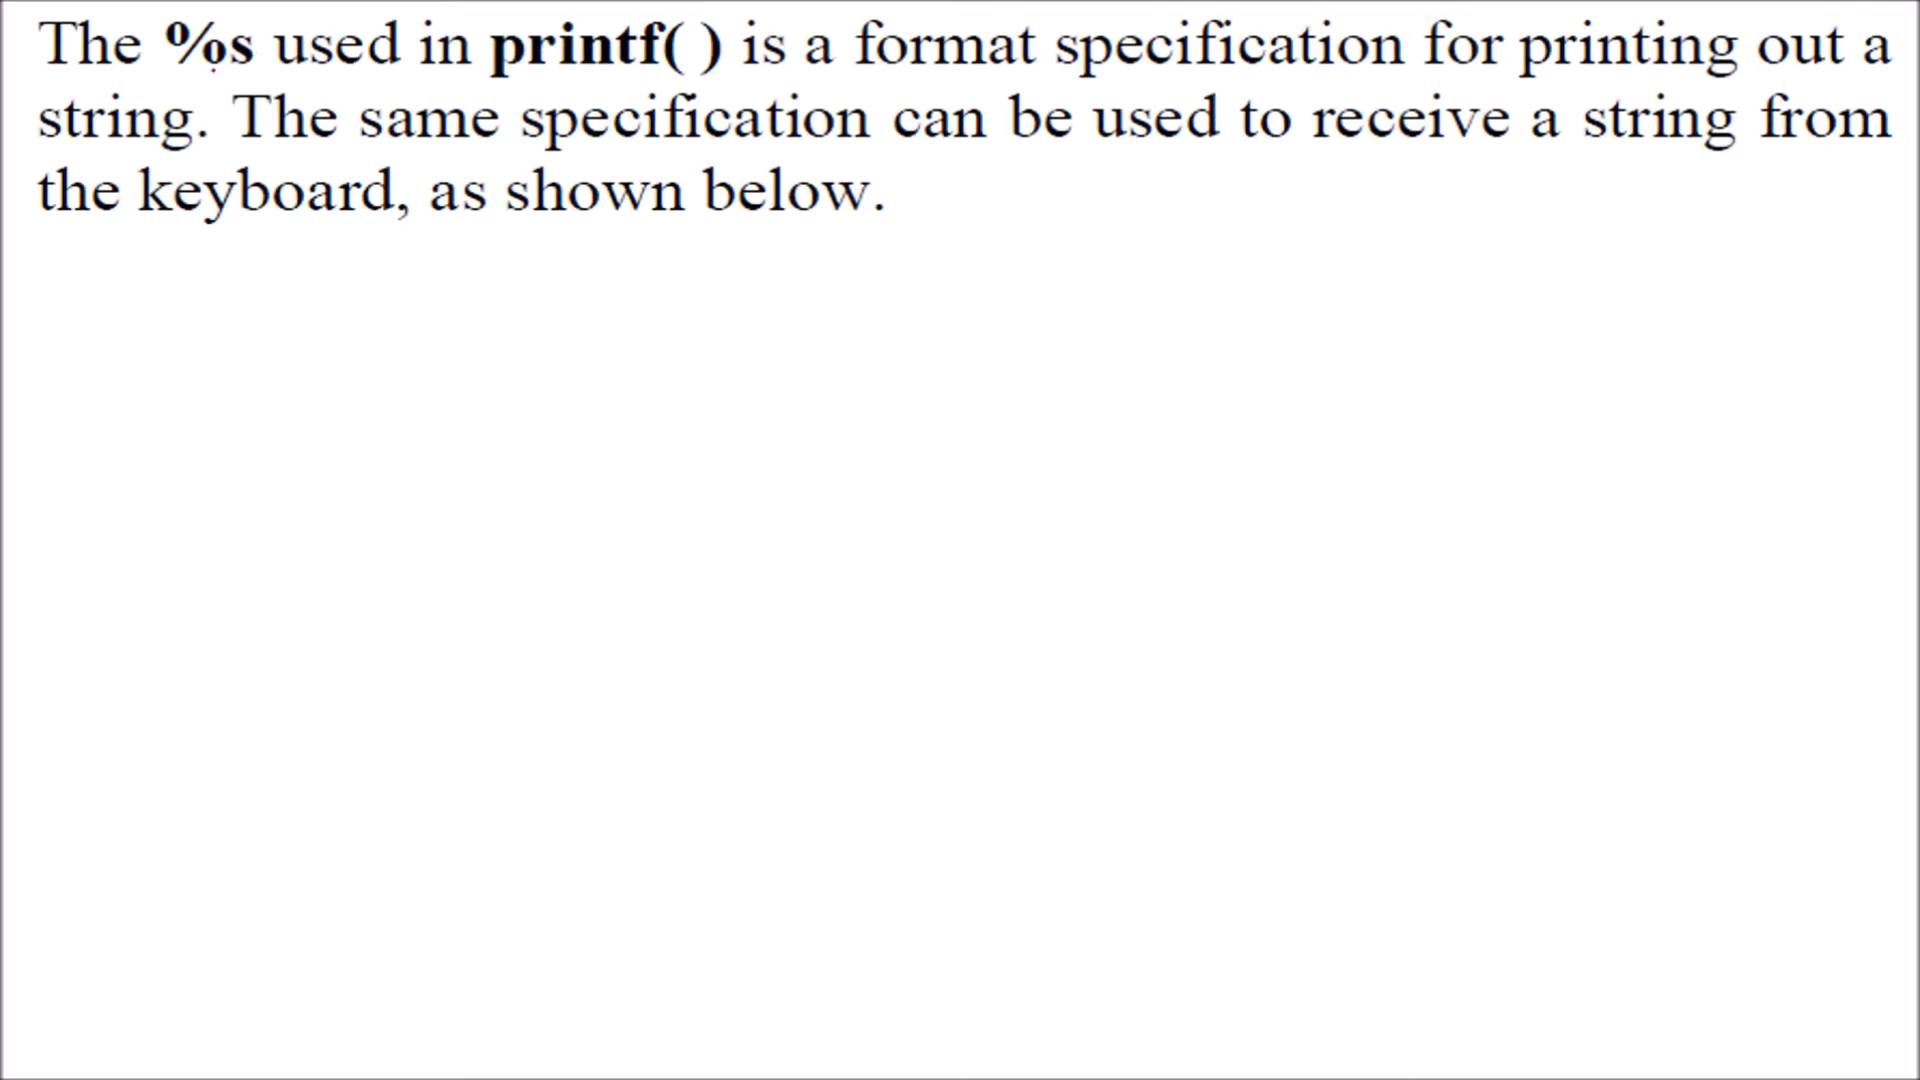 The %s used in printf( ) is a format specification for printing out a
string. The same specification can be used to receive a string from
the keyboard, as shown below.